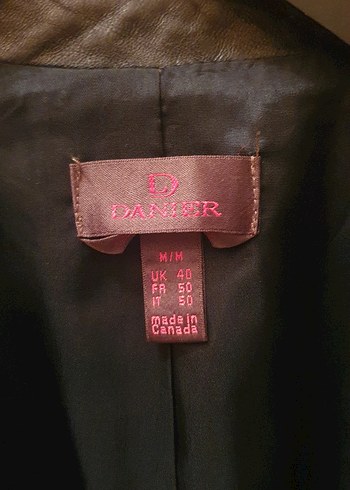 D
DANIER
M/M
UK 40
FR 50
IT 50
made in
Canada